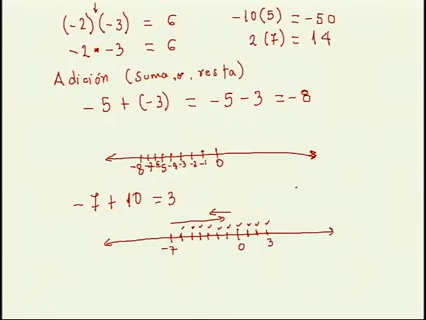 (-2)(-3) = 6
-10(5) = -50
-2 • -3 = 6
2(7) = 14
Adición (suma, o, resta)
-5 + (-3) = -5 - 3 = -8
-8 -7 -6 -5 -4 -3 -2 -1 0
-7 + 10 = 3
-7 0 3